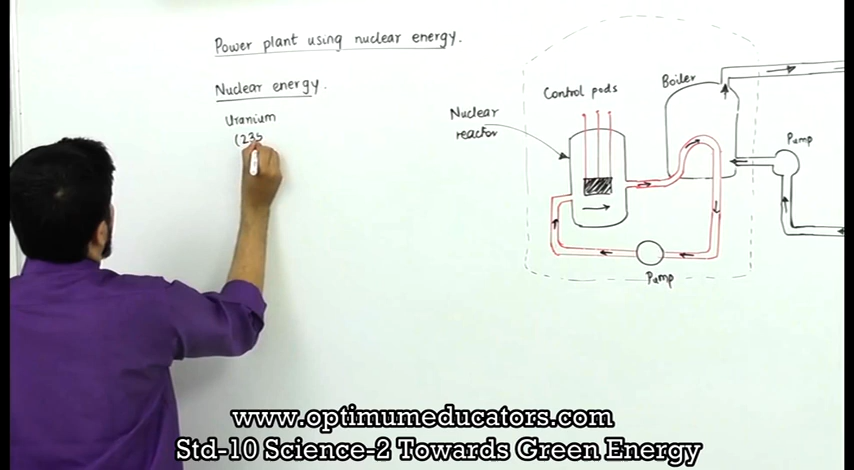 Power plant using nuclear energy.
Nuclear energy.
Uranium
(235
Control pods
Boiler
Nuclear
reactor
Pump
Pump
www.optimumeducators.com
Std-10 Science-2 Towards Green Energy